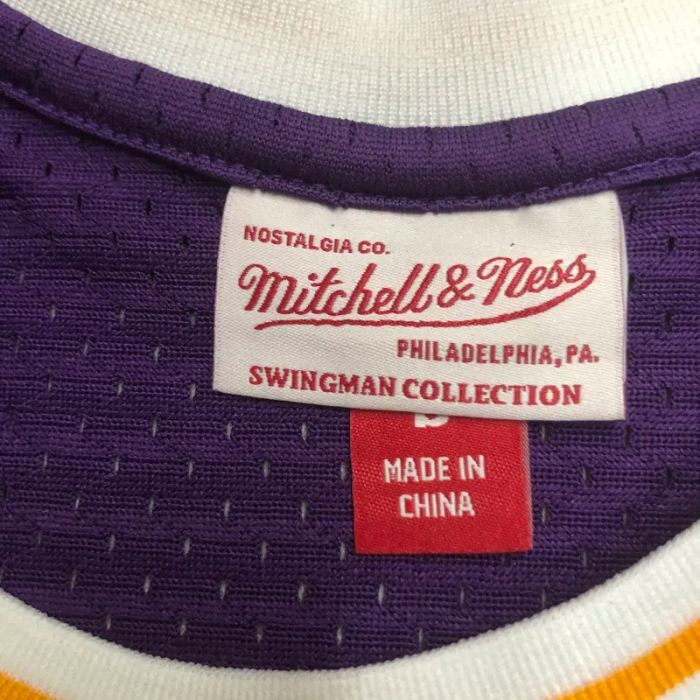 NOSTALGIA CO.
Mitchell & Ness
PHILADELPHIA, PA.
SWINGMAN COLLECTION
MADE IN
CHINA